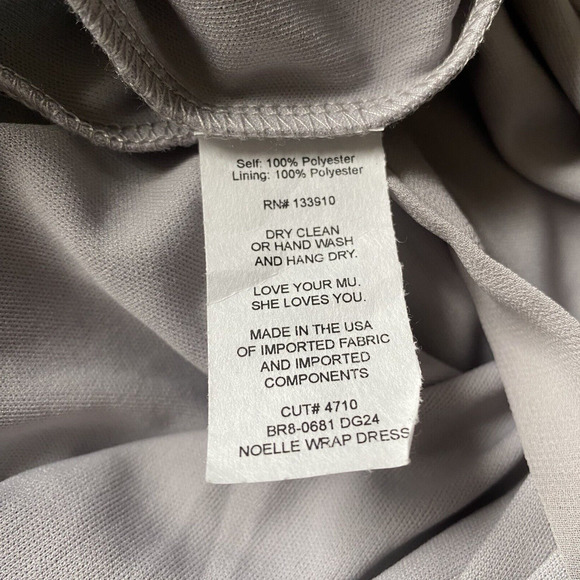 Self: 100% Polyester
Lining: 100% Polyester
RN# 133910
DRY CLEAN
OR HAND WASH
AND HANG DRY.
LOVE YOUR MU.
SHE LOVES YOU.
MADE IN THE USA
OF IMPORTED FABRIC
AND IMPORTED
COMPONENTS
CUT# 4710
BR8-0681 DG24
NOELLE WRAP DRESS